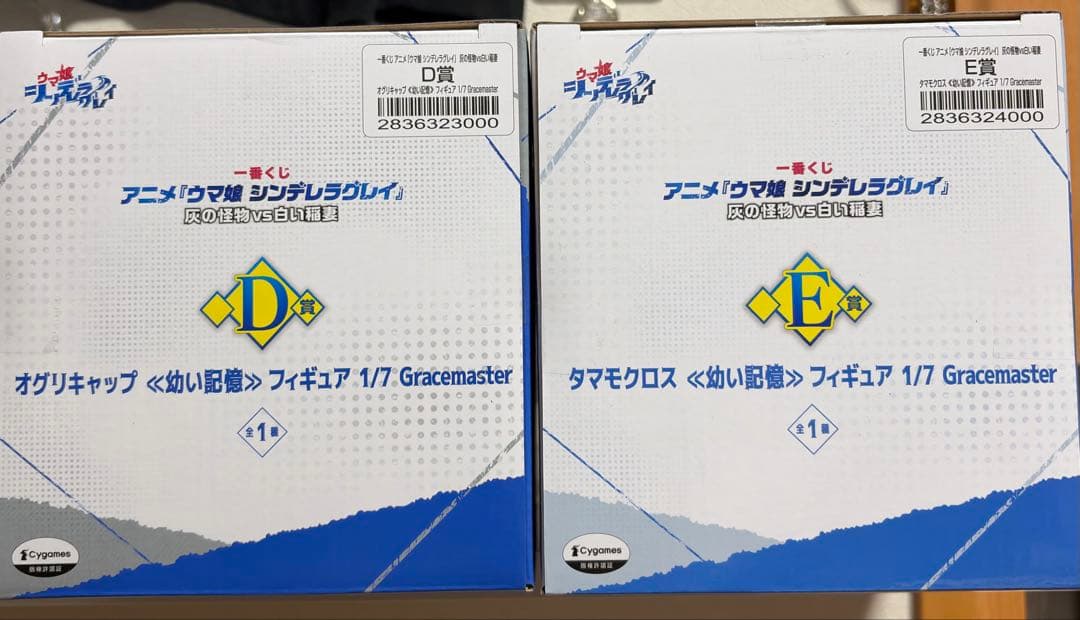 ウマ娘
シンデレラグレイ
一番くじ アニメ『ウマ娘 シンデレラグレイ』 灰の怪物vs白い稲妻
D賞
オグリキャップ ≪幼い記憶≫ フィギュア 1/7 Gracemaster
2836323000
一番くじ
アニメ『ウマ娘 シンデレラグレイ』
灰の怪物vs白い稲妻
D賞
オグリキャップ ≪幼い記憶≫ フィギュア 1/7 Gracemaster
全1種
Cygames
版権許諾証
ウマ娘
シンデレラグレイ
一番くじ アニメ『ウマ娘 シンデレラグレイ』 灰の怪物vs白い稲妻
E賞
タマモクロス ≪幼い記憶≫ フィギュア 1/7 Gracemaster
2836324000
一番くじ
アニメ『ウマ娘 シンデレラグレイ』
灰の怪物vs白い稲妻
E賞
タマモクロス ≪幼い記憶≫ フィギュア 1/7 Gracemaster
全1種
Cygames
版権許諾証